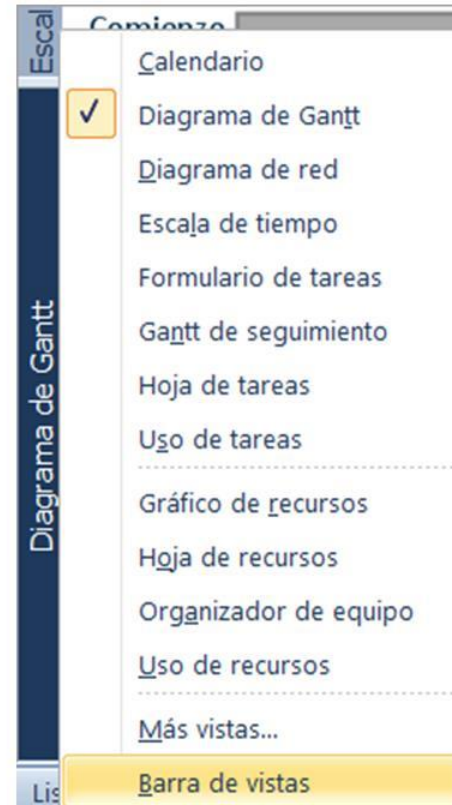 Escal
Comienzo
Calendario
Diagrama de Gantt
Diagrama de red
Escala de tiempo
Formulario de tareas
Gantt de seguimiento
Hoja de tareas
Uso de tareas
Gráfico de recursos
Hoja de recursos
Organizador de equipo
Uso de recursos
Más vistas...
Barra de vistas
Diagrama de Gantt
Lis